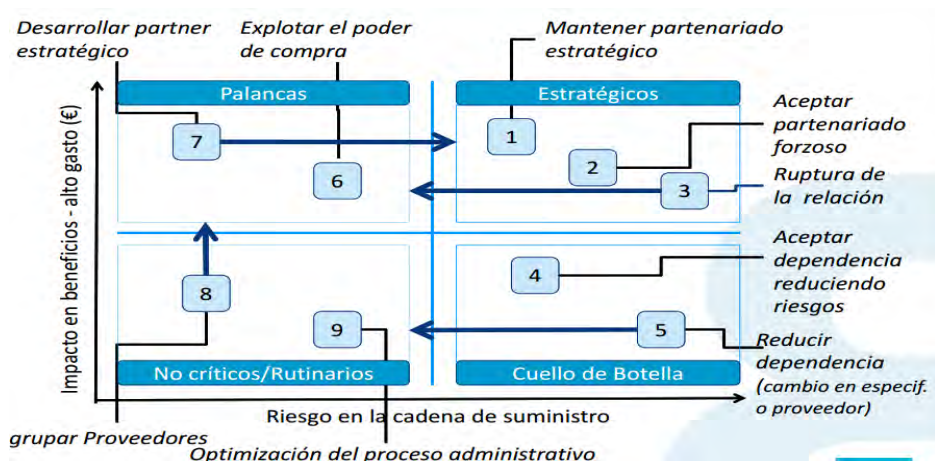 Desarrollar partner
estratégico
Explotar el poder
de compra
Mantener partenariado
estratégico
Palancas
Estratégicos
Aceptar
partenariado
forzoso
7
1
2
6
3
Ruptura de
la relación
Impacto en beneficios - alto gasto (€)
Aceptar
dependencia
reduciendo
riesgos
4
8
9
5
Reducir
dependencia
(cambio en especif.
o proveedor)
No críticos/Rutinarios
Cuello de Botella
Riesgo en la cadena de suministro
grupar Proveedores
Optimización del proceso administrativo